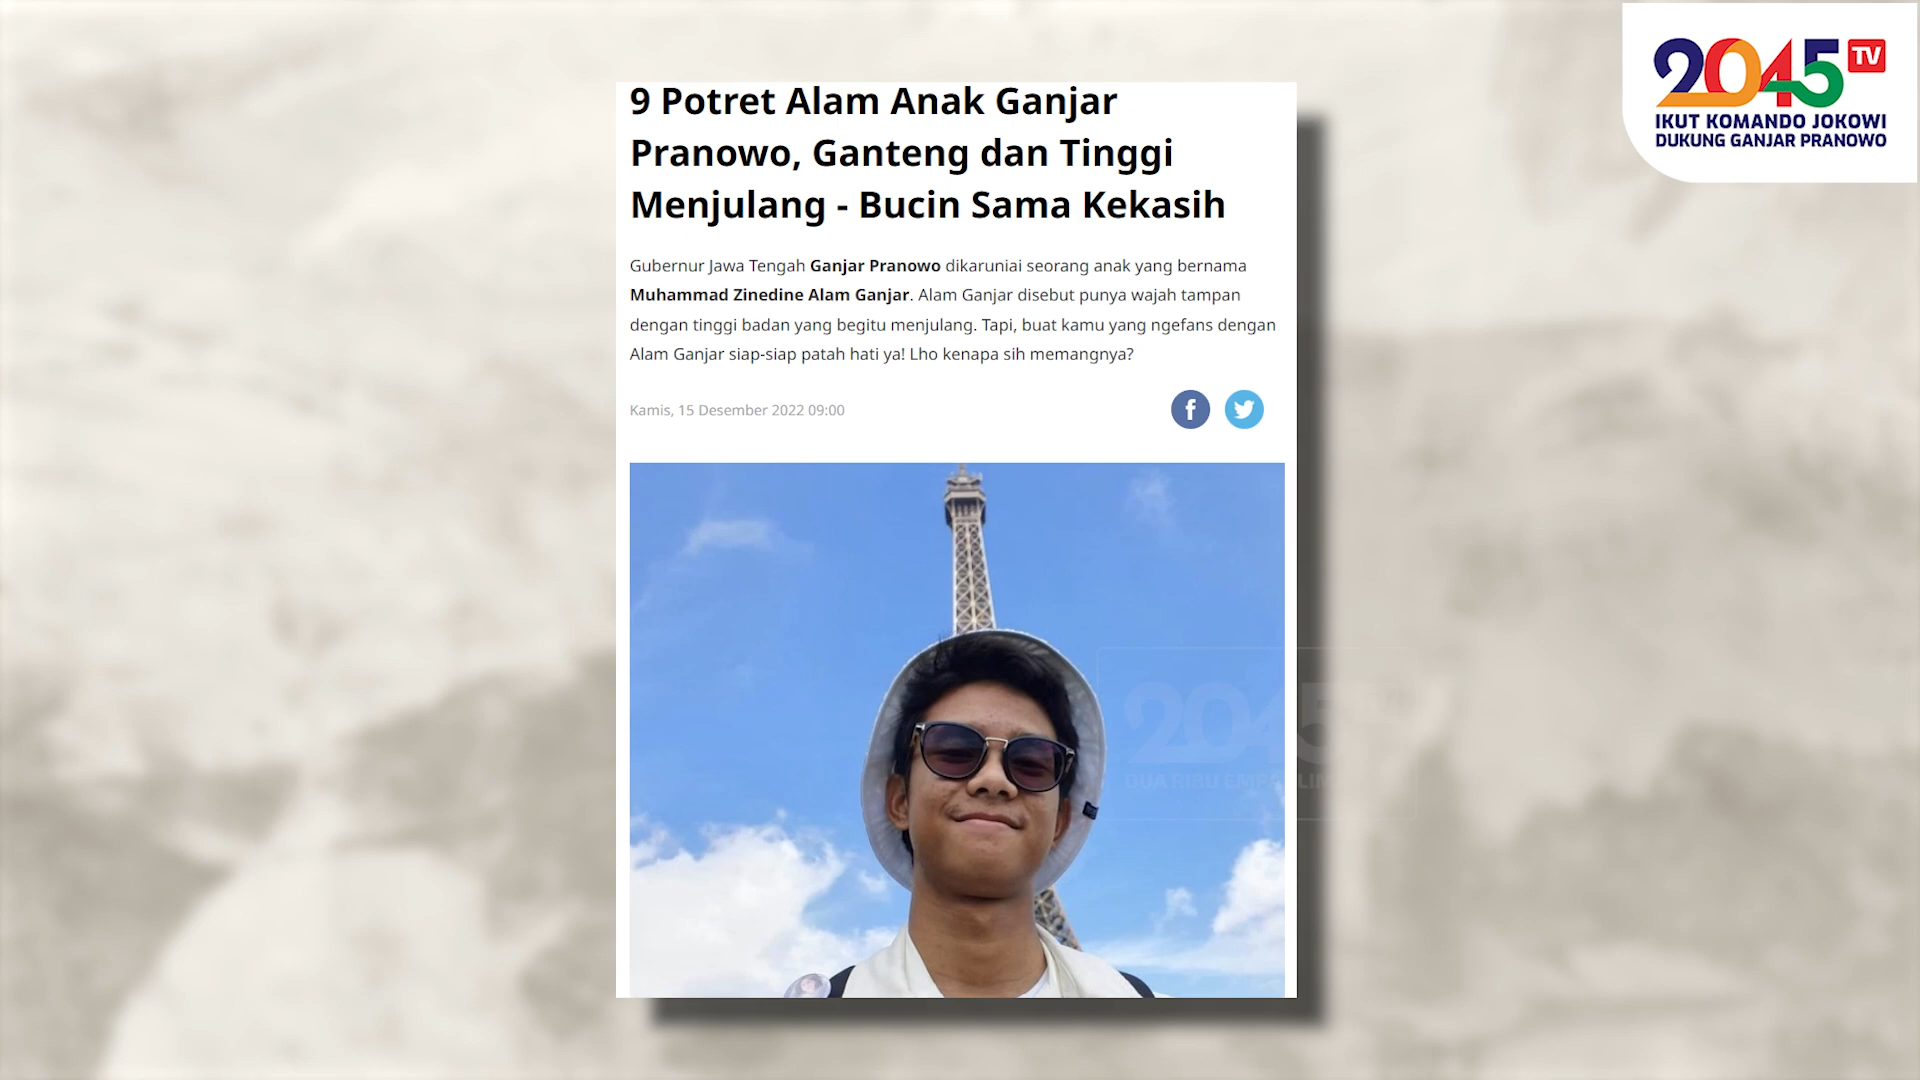 9 Potret Alam Anak Ganjar
Pranowo, Ganteng dan Tinggi
Menjulang - Bucin Sama Kekasih
Gubernur Jawa Tengah Ganjar Pranowo dikaruniai seorang anak yang bernama
Muhammad Zinedine Alam Ganjar. Alam Ganjar disebut punya wajah tampan
dengan tinggi badan yang begitu menjulang. Tapi, buat kamu yang ngefans dengan
Alam Ganjar siap-siap patah hati ya! Lho kenapa sih memangnya?
Kamis, 15 Desember 2022 09:00
2045 TV
IKUT KOMANDO JOKOWI
DUKUNG GANJAR PRANOWO
2045
DUA RIBU